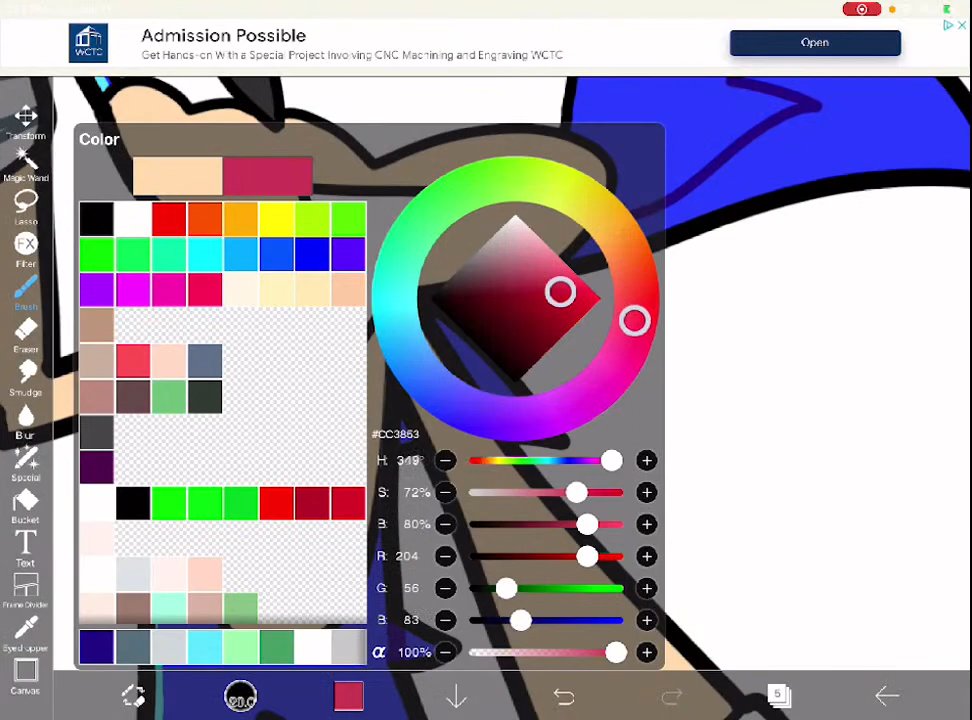 Admission Possible
Get Hands-on With a Special Project Involving CNC Machining and Engraving WCTC
WCTC
Open
Color
Transform
Magic Wand
Lasso
FX
Filter
Brush
Eraser
Smudge
Blur
Special
Bucket
T
Text
Frame Divider
Eyedropper
Canvas
#CC3853
H: 349°
S: 72%
B: 80%
R: 204
G: 56
B: 83
α 100%
20.0
5